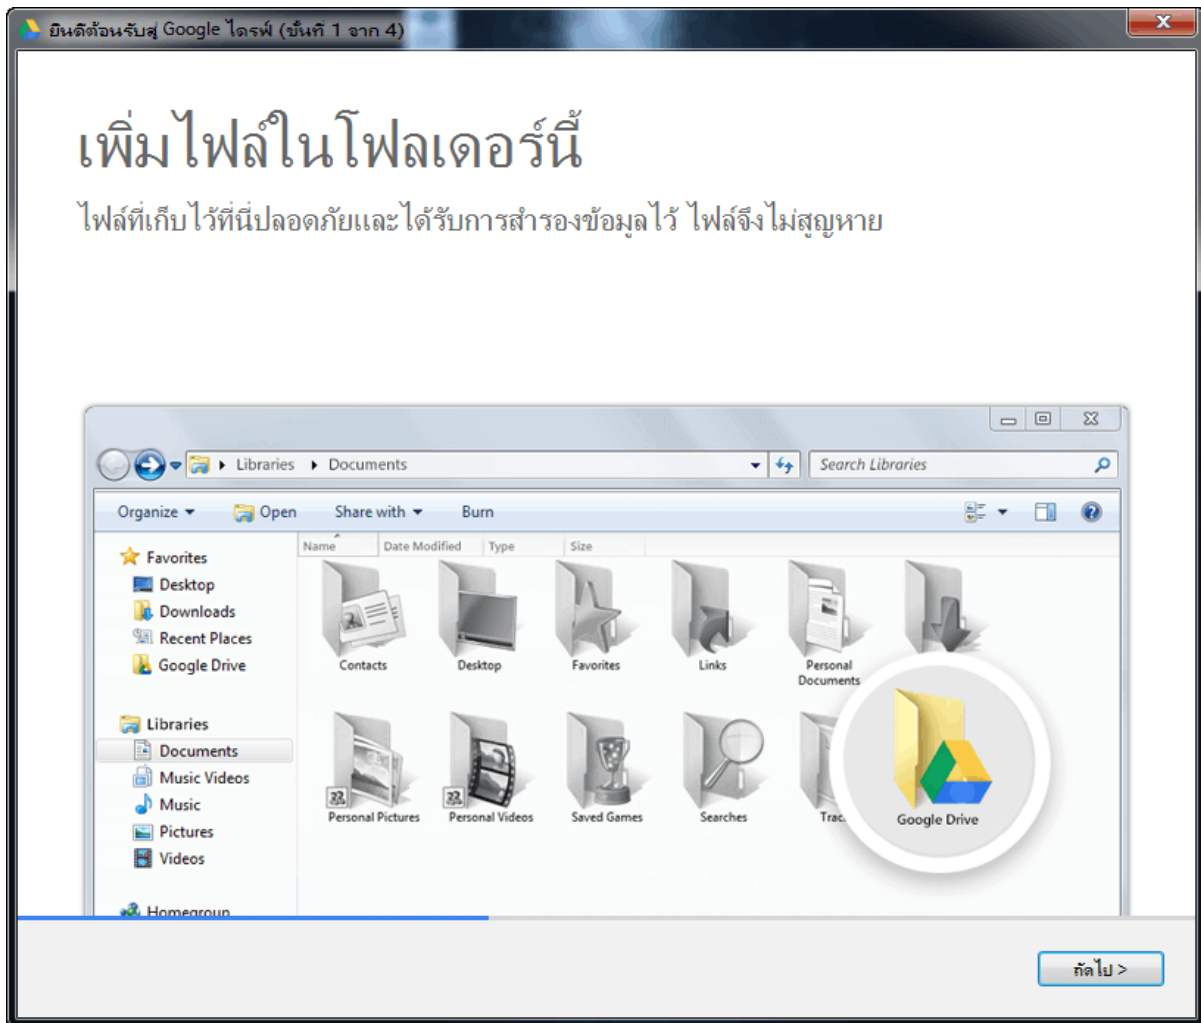 ยินดีต้อนรับสู่ Google ไดรฟ์ (ขั้นที่ 1 จาก 4)
เพิ่มไฟล์ในโฟลเดอร์นี้
ไฟล์ที่เก็บไว้ที่นี่ปลอดภัยและได้รับการสำรองข้อมูลไว้ ไฟล์จึงไม่สูญหาย
Libraries Documents
Search Libraries
Organize Open Share with Burn
Name Date Modified Type Size
Favorites
Desktop
Downloads
Recent Places
Google Drive
Libraries
Documents
Music Videos
Music
Pictures
Videos
Homegroup
Contacts Desktop Favorites Links Personal Documents
Personal Pictures Personal Videos Saved Games Searches Trac.
Google Drive
ถัดไป >